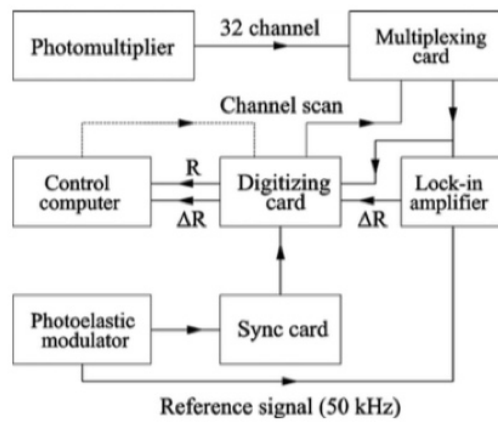 Photomultiplier
32 channel
Multiplexing
card
Channel scan
Control
computer
R
ΔR
Digitizing
card
ΔR
Lock-in
amplifier
Photoelastic
modulator
Sync card
Reference signal (50 kHz)